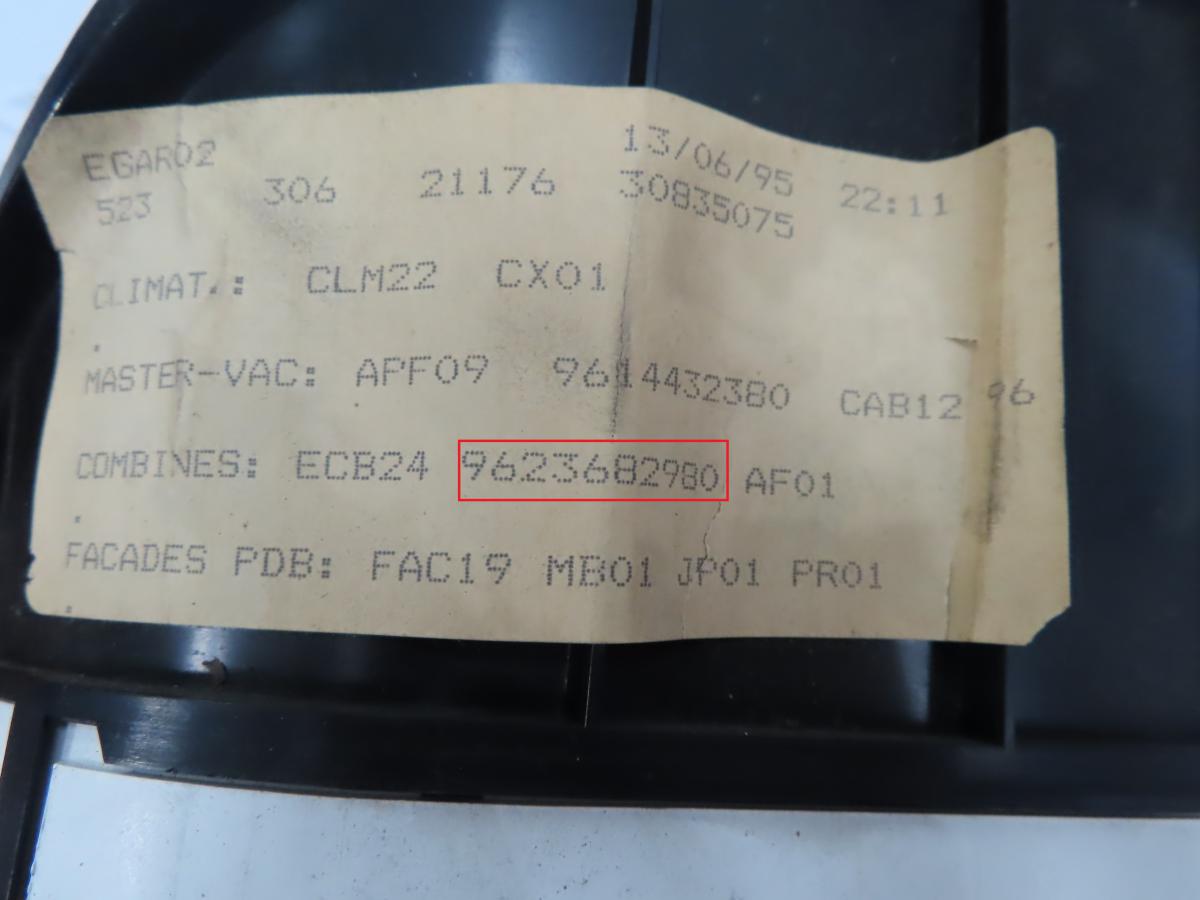 EGAR02 13/06/95 22:11
523 306 21176 30835075
CLIMAT.: CLM22 CX01
.
MASTER-VAC: APF09 9614432380 CAB12 96
COMBINES: ECB24 9623682980 AF01
.
FACADES PDB: FAC19 MB01 JP01 PR01
.